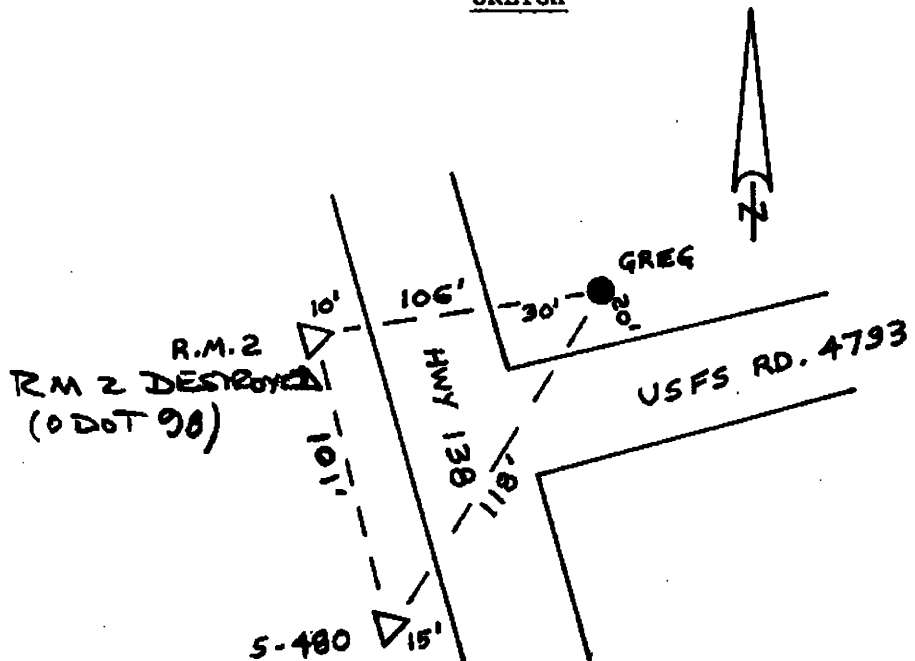 SKETCH
N
GREG
10'
106'
30'
20'
R.M.2
RM 2 DESTROYED
(ODOT 98)
HWY 138
USFS RD. 4793
101'
118'
S-480
15'